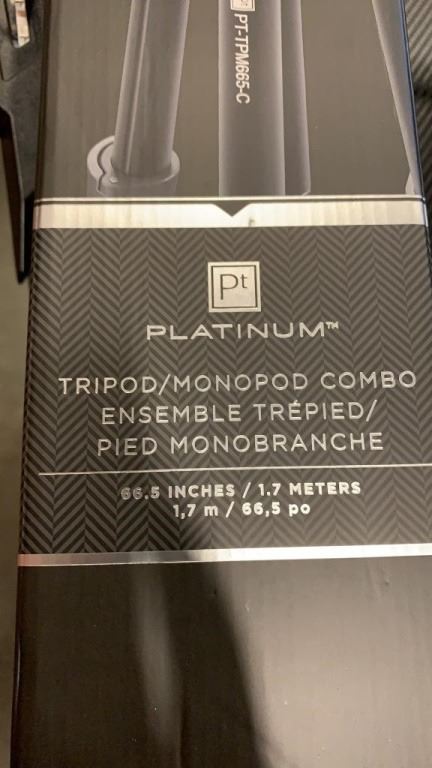 PT-TPM665-C
Pt
PLATINUM™
TRIPOD/MONOPOD COMBO
ENSEMBLE TRÉPIED/
PIED MONOBRANCHE
66.5 INCHES / 1.7 METERS
1,7 m / 66,5 po